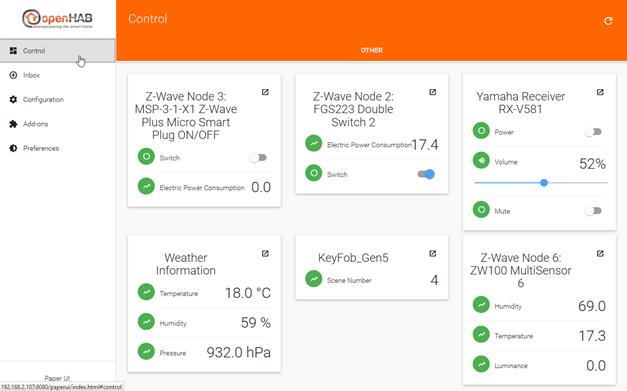 openHAB
empowering the smart home
Control
Inbox
Configuration
Add-ons
Preferences
Paper UI
192.168.2.107:8080/paperui/index.html#control
Control
OTHER
Z-Wave Node 3:
MSP-3-1-X1 Z-Wave
Plus Micro Smart
Plug ON/OFF
Switch
Electric Power Consumption 0.0
Z-Wave Node 2:
FGS223 Double
Switch 2
Electric Power Consumption 17.4
Switch
Yamaha Receiver
RX-V581
Power
Volume 52%
Mute
Weather
Information
Temperature 18.0 °C
Humidity 59 %
Pressure 932.0 hPa
KeyFob_Gen5
Scene Number 4
Z-Wave Node 6:
ZW100 MultiSensor
6
Humidity 69.0
Temperature 17.3
Luminance 0.0